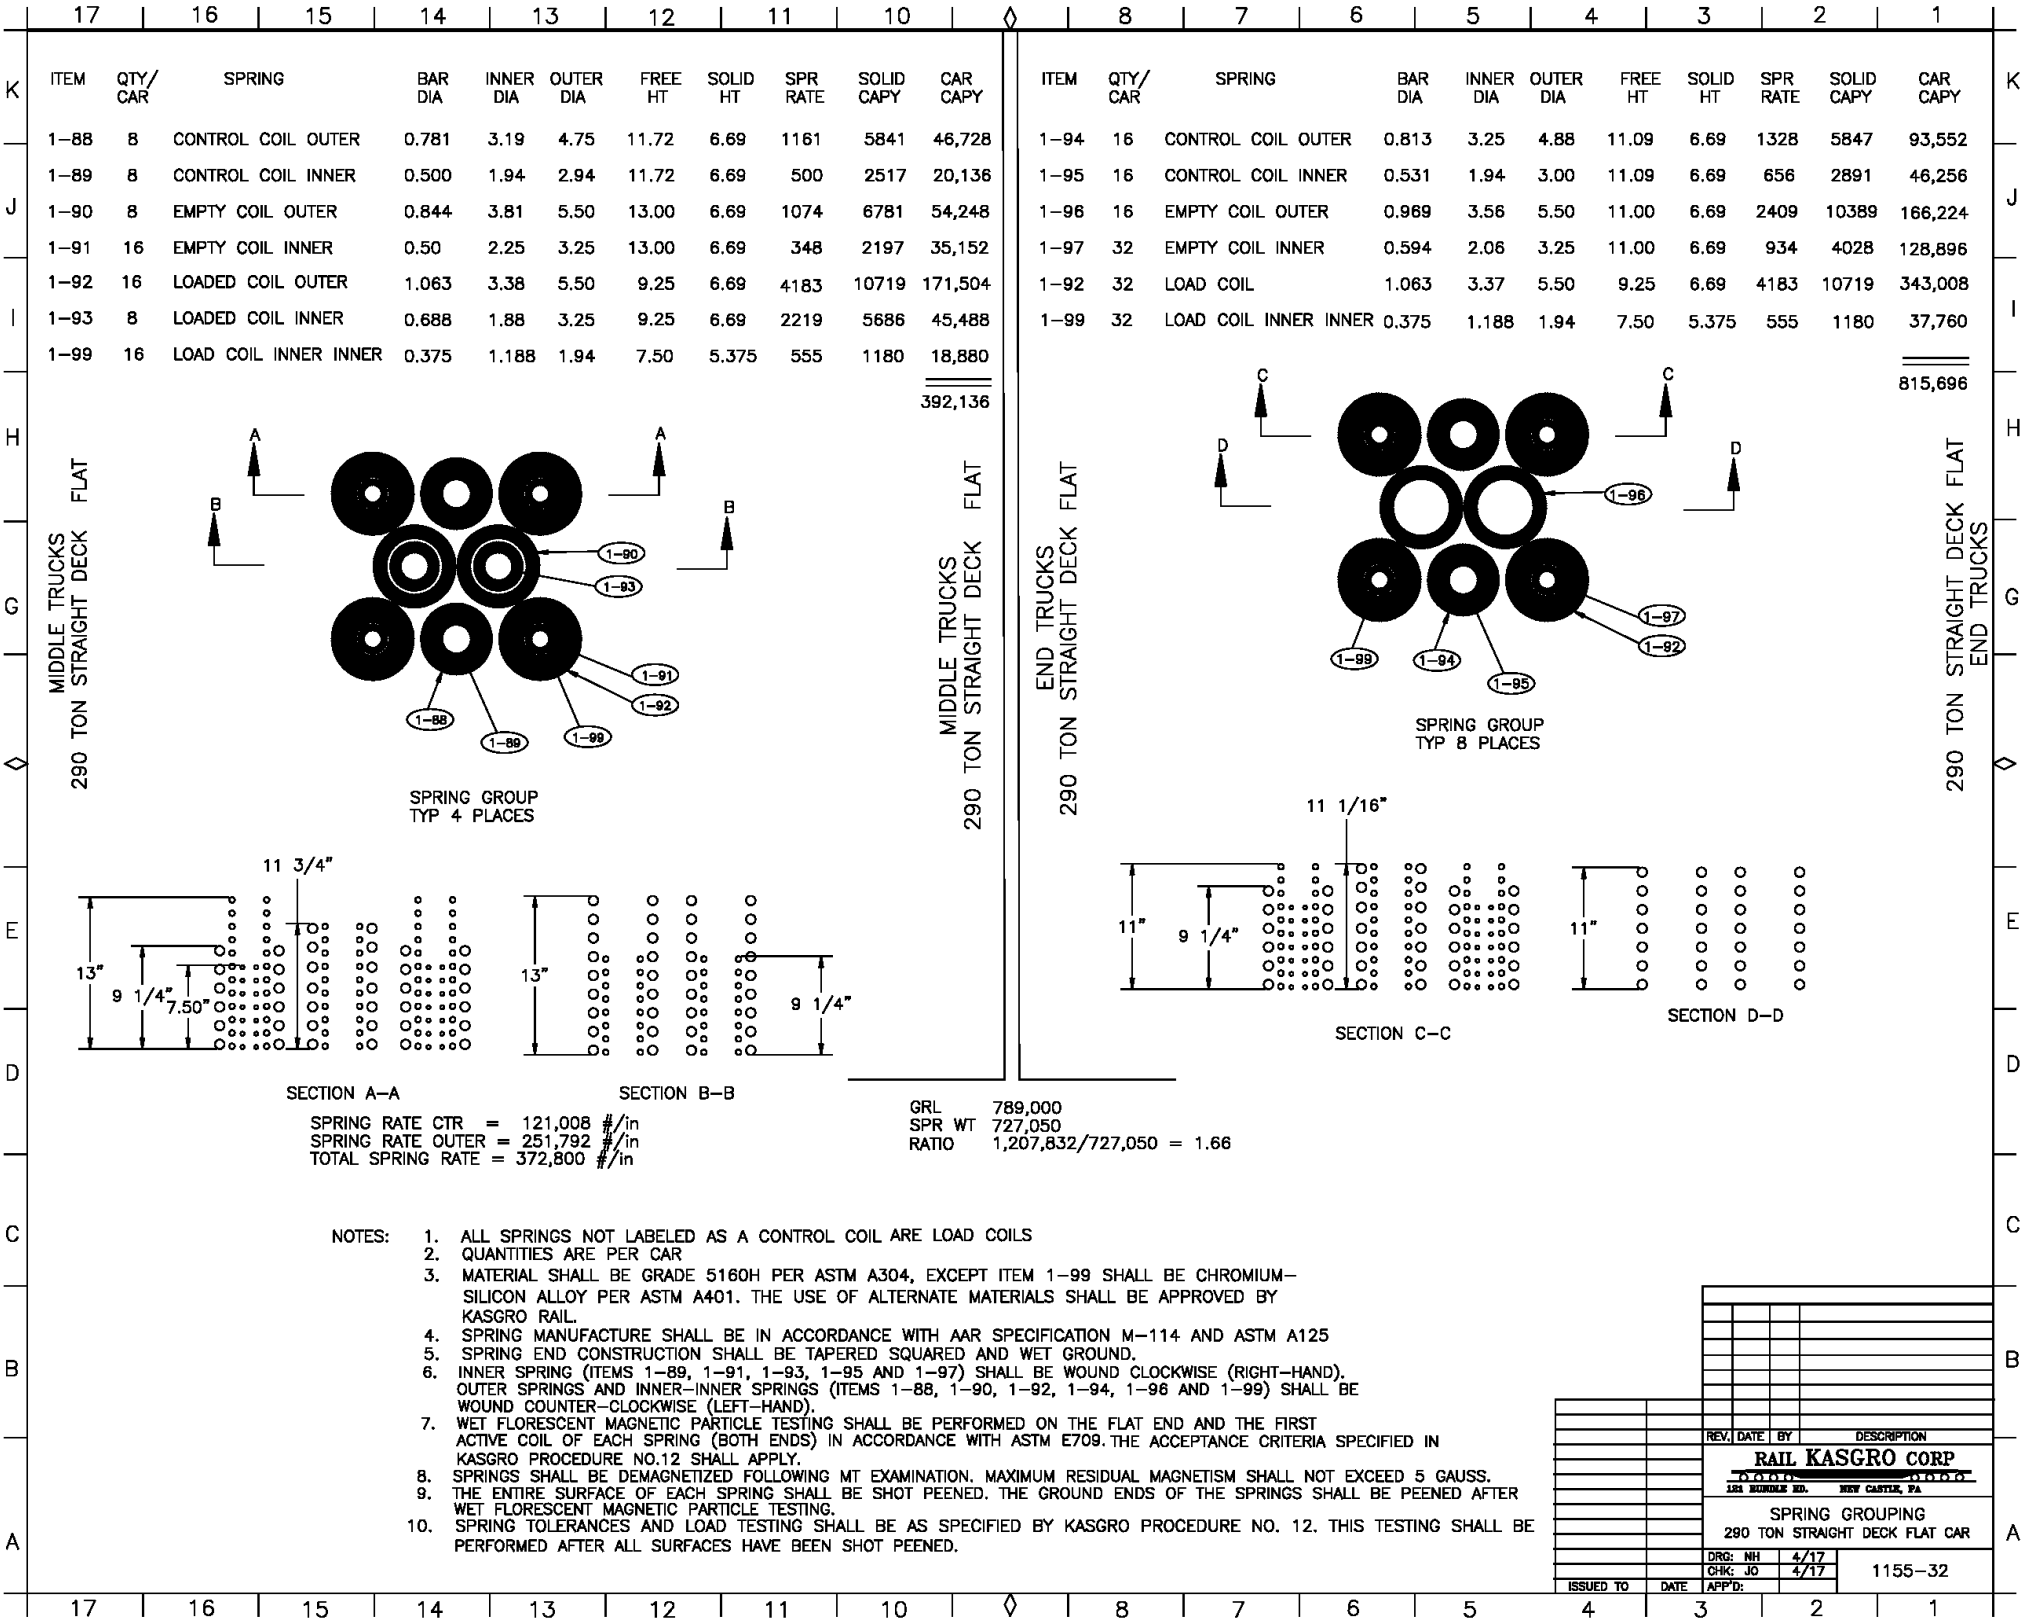 17 16 15 14 13 12 11 10 8 7 6 5 4 3 2 1
K J I H G E D C B A
ITEM QTY/CAR SPRING BAR DIA INNER DIA OUTER DIA FREE HT SOLID HT SPR RATE SOLID CAPY CAR CAPY
1-88 8 CONTROL COIL OUTER 0.781 3.19 4.75 11.72 6.69 1161 5841 46,728
1-89 8 CONTROL COIL INNER 0.500 1.94 2.94 11.72 6.69 500 2517 20,136
1-90 8 EMPTY COIL OUTER 0.844 3.81 5.50 13.00 6.69 1074 6781 54,248
1-91 16 EMPTY COIL INNER 0.50 2.25 3.25 13.00 6.69 348 2197 35,152
1-92 16 LOADED COIL OUTER 1.063 3.38 5.50 9.25 6.69 4183 10719 171,504
1-93 8 LOADED COIL INNER 0.688 1.88 3.25 9.25 6.69 2219 5686 45,488
1-99 16 LOAD COIL INNER INNER 0.375 1.188 1.94 7.50 5.375 555 1180 18,880
392,136
A A
B B
1-90
1-93
1-91
1-92
1-88
1-89
1-99
MIDDLE TRUCKS
290 TON STRAIGHT DECK FLAT
MIDDLE TRUCKS
290 TON STRAIGHT DECK FLAT
SPRING GROUP
TYP 4 PLACES
11 3/4"
13"
9 1/4"
7.50"
13"
9 1/4"
SECTION A-A
SECTION B-B
ITEM QTY/CAR SPRING BAR DIA INNER DIA OUTER DIA FREE HT SOLID HT SPR RATE SOLID CAPY CAR CAPY
1-94 16 CONTROL COIL OUTER 0.813 3.25 4.88 11.09 6.69 1328 5847 93,552
1-95 16 CONTROL COIL INNER 0.531 1.94 3.00 11.09 6.69 656 2891 46,256
1-96 16 EMPTY COIL OUTER 0.969 3.56 5.50 11.00 6.69 2409 10389 166,224
1-97 32 EMPTY COIL INNER 0.594 2.06 3.25 11.00 6.69 934 4028 128,896
1-92 32 LOAD COIL 1.063 3.37 5.50 9.25 6.69 4183 10719 343,008
1-99 32 LOAD COIL INNER INNER 0.375 1.188 1.94 7.50 5.375 555 1180 37,760
815,696
C C
D D
1-96
1-97
1-92
1-99
1-94
1-95
END TRUCKS
290 TON STRAIGHT DECK FLAT
290 TON STRAIGHT DECK FLAT
END TRUCKS
SPRING GROUP
TYP 8 PLACES
11 1/16"
11"
9 1/4"
11"
SECTION C-C
SECTION D-D
SPRING RATE CTR = 121,008 #/in
SPRING RATE OUTER = 251,792 #/in
TOTAL SPRING RATE = 372,800 #/in
GRL 789,000
SPR WT 727,050
RATIO 1,207,832/727,050 = 1.66
NOTES: 1. ALL SPRINGS NOT LABELED AS A CONTROL COIL ARE LOAD COILS
2. QUANTITIES ARE PER CAR
3. MATERIAL SHALL BE GRADE 5160H PER ASTM A304, EXCEPT ITEM 1-99 SHALL BE CHROMIUM-
SILICON ALLOY PER ASTM A401. THE USE OF ALTERNATE MATERIALS SHALL BE APPROVED BY
KASGRO RAIL.
4. SPRING MANUFACTURE SHALL BE IN ACCORDANCE WITH AAR SPECIFICATION M-114 AND ASTM A125
5. SPRING END CONSTRUCTION SHALL BE TAPERED SQUARED AND WET GROUND.
6. INNER SPRING (ITEMS 1-89, 1-91, 1-93, 1-95 AND 1-97) SHALL BE WOUND CLOCKWISE (RIGHT-HAND).
OUTER SPRINGS AND INNER-INNER SPRINGS (ITEMS 1-88, 1-90, 1-92, 1-94, 1-96 AND 1-99) SHALL BE
WOUND COUNTER-CLOCKWISE (LEFT-HAND).
7. WET FLORESCENT MAGNETIC PARTICLE TESTING SHALL BE PERFORMED ON THE FLAT END AND THE FIRST
ACTIVE COIL OF EACH SPRING (BOTH ENDS) IN ACCORDANCE WITH ASTM E709. THE ACCEPTANCE CRITERIA SPECIFIED IN
KASGRO PROCEDURE NO.12 SHALL APPLY.
8. SPRINGS SHALL BE DEMAGNETIZED FOLLOWING MT EXAMINATION. MAXIMUM RESIDUAL MAGNETISM SHALL NOT EXCEED 5 GAUSS.
9. THE ENTIRE SURFACE OF EACH SPRING SHALL BE SHOT PEENED. THE GROUND ENDS OF THE SPRINGS SHALL BE PEENED AFTER
WET FLORESCENT MAGNETIC PARTICLE TESTING.
10. SPRING TOLERANCES AND LOAD TESTING SHALL BE AS SPECIFIED BY KASGRO PROCEDURE NO. 12. THIS TESTING SHALL BE
PERFORMED AFTER ALL SURFACES HAVE BEEN SHOT PEENED.
REV. DATE BY DESCRIPTION
RAIL KASGRO CORP
121 RUNDLE RD. NEW CASTLE, PA
SPRING GROUPING
290 TON STRAIGHT DECK FLAT CAR
DRG: NH 4/17
CHK: JO 4/17
1155-32
ISSUED TO DATE APP'D:
K J I H G E D C B A
17 16 15 14 13 12 11 10 8 7 6 5 4 3 2 1